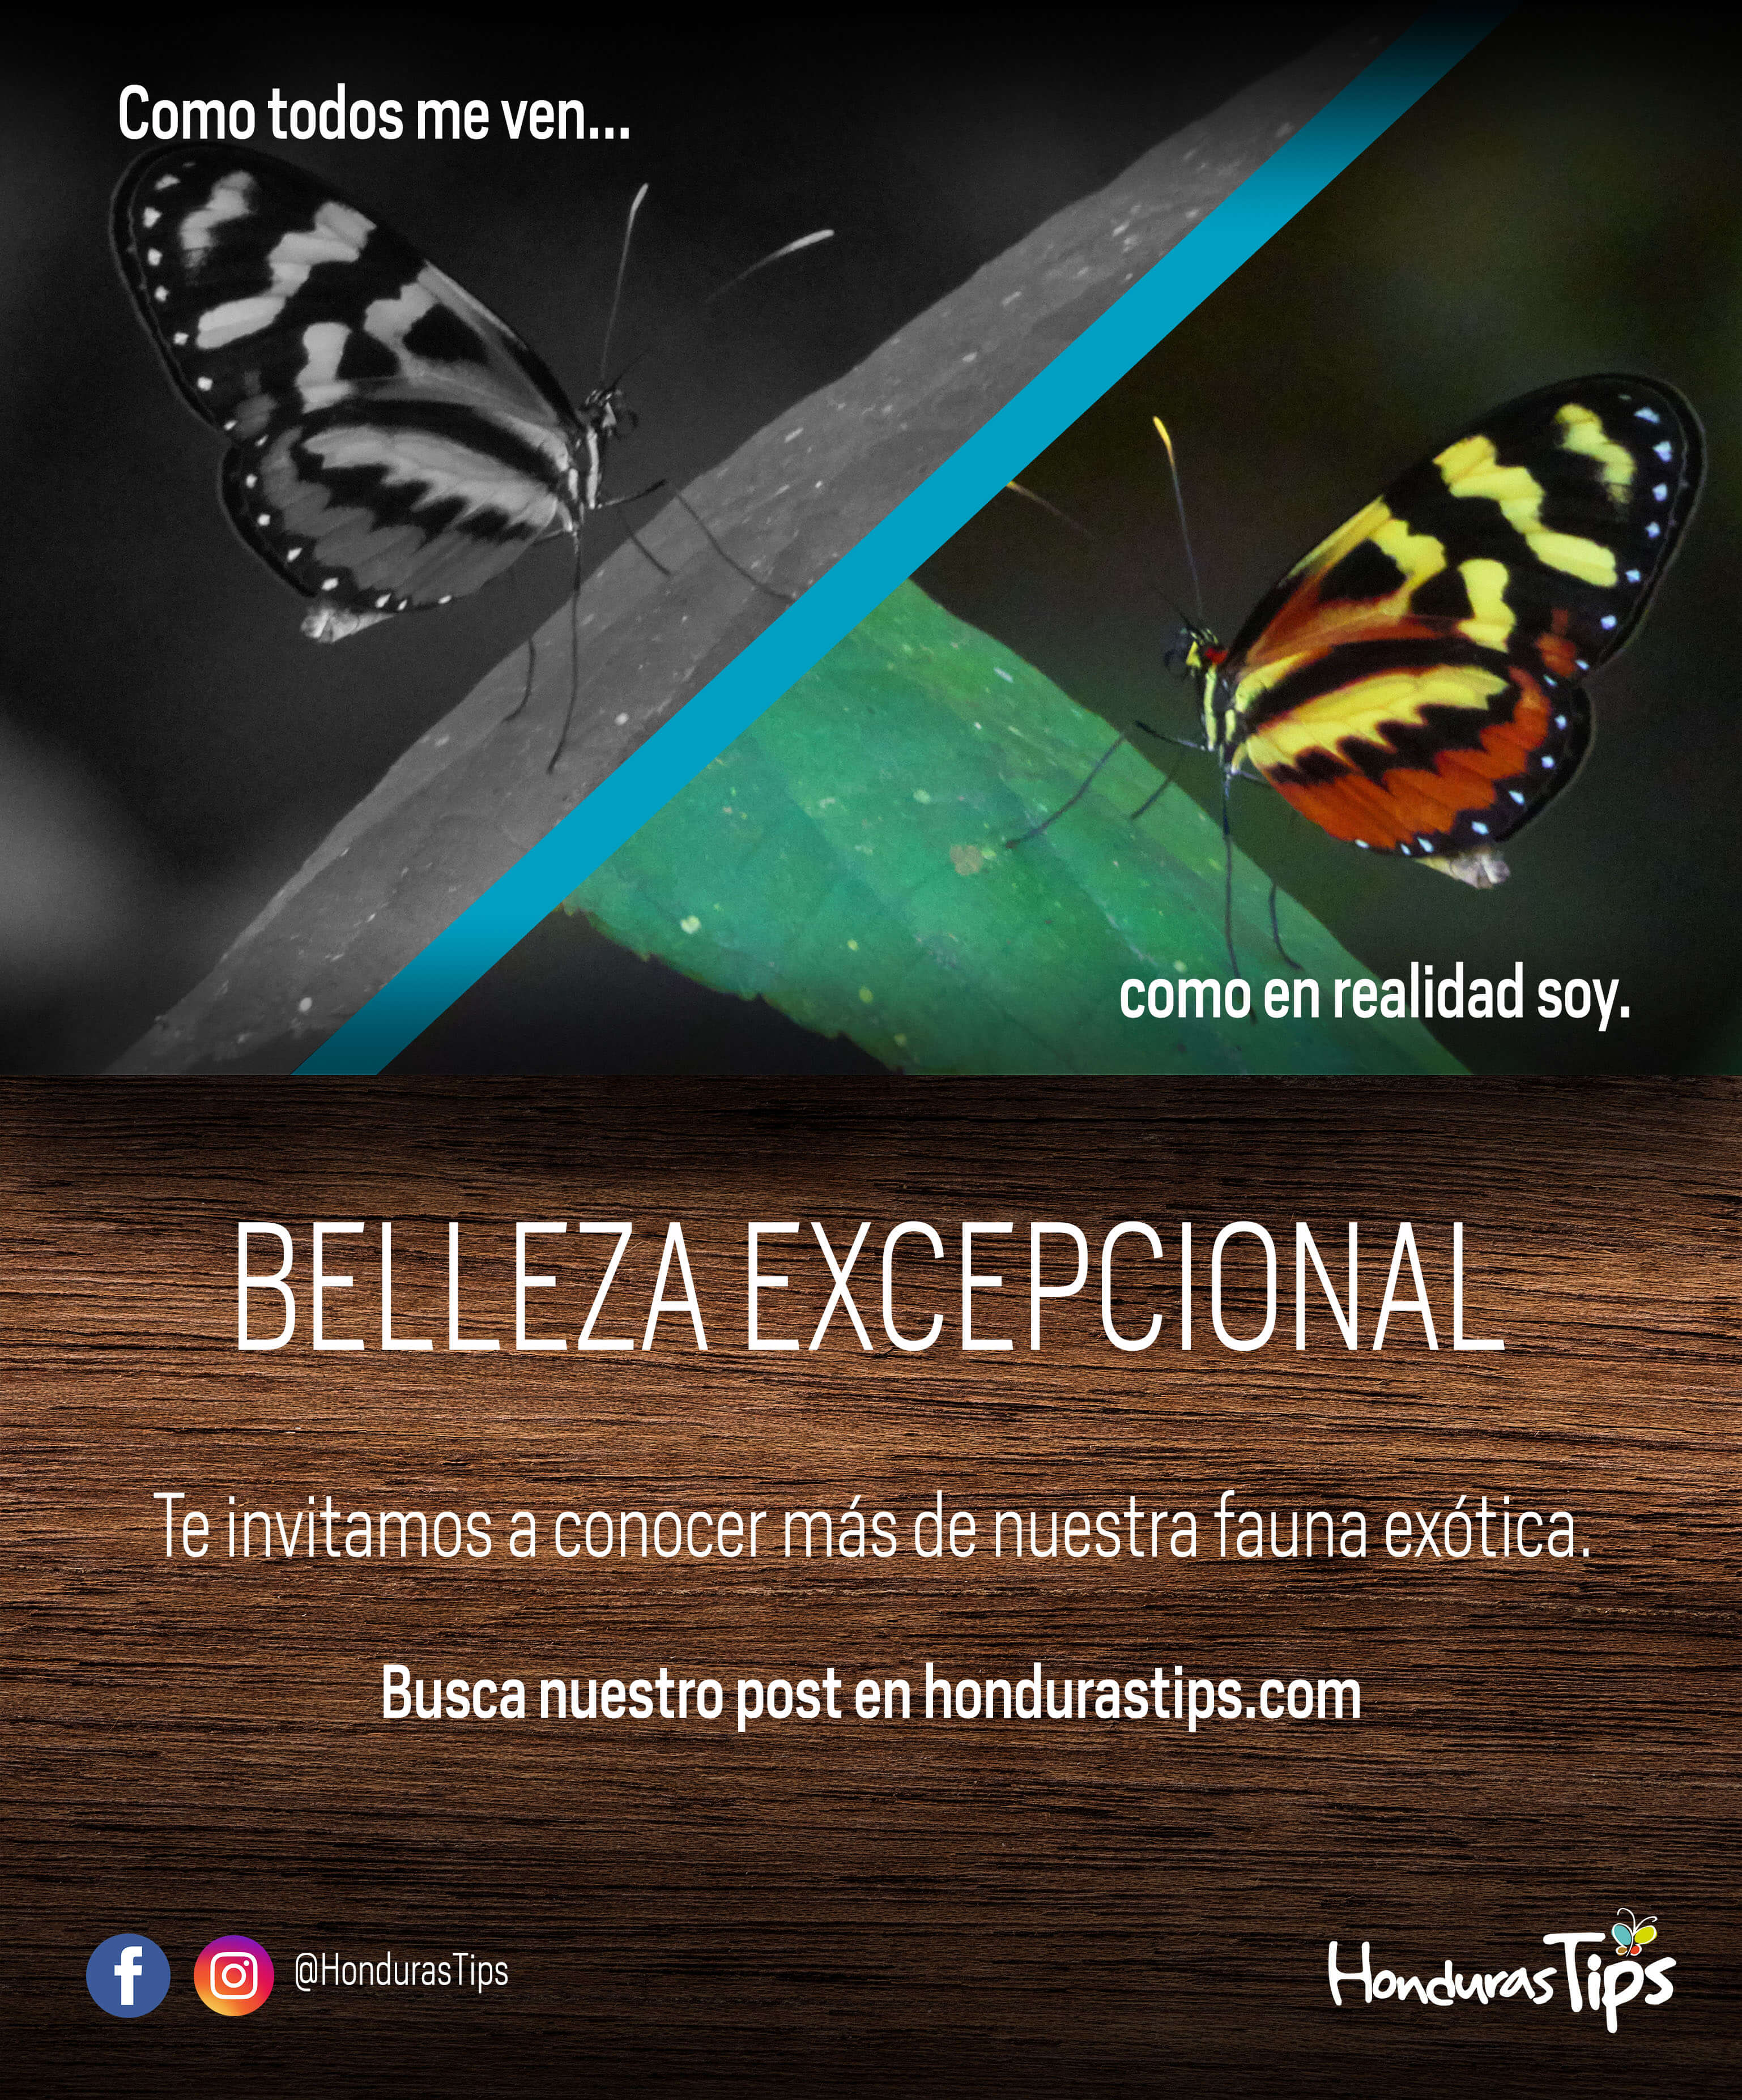 Como todos me ven...
como en realidad soy.
BELLEZA EXCEPCIONAL
Te invitamos a conocer más de nuestra fauna exótica.
Busca nuestro post en hondurastips.com
@HondurasTips
HondurasTips